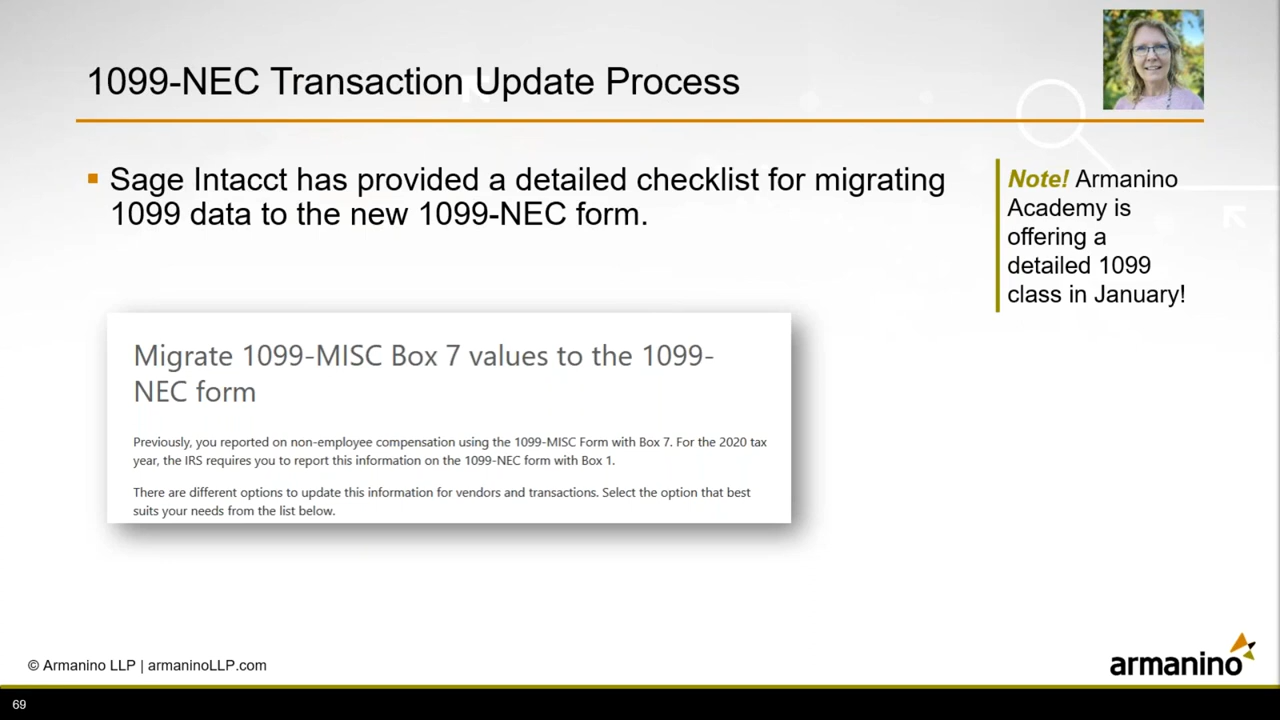 1099-NEC Transaction Update Process
Sage Intacct has provided a detailed checklist for migrating
1099 data to the new 1099-NEC form.
Note! Armanino
Academy is
offering a
detailed 1099
class in January!
Migrate 1099-MISC Box 7 values to the 1099-
NEC form
Previously, you reported on non-employee compensation using the 1099-MISC Form with Box 7. For the 2020 tax
year, the IRS requires you to report this information on the 1099-NEC form with Box 1.
There are different options to update this information for vendors and transactions. Select the option that best
suits your needs from the list below.
© Armanino LLP | armaninoLLP.com
armanino
69